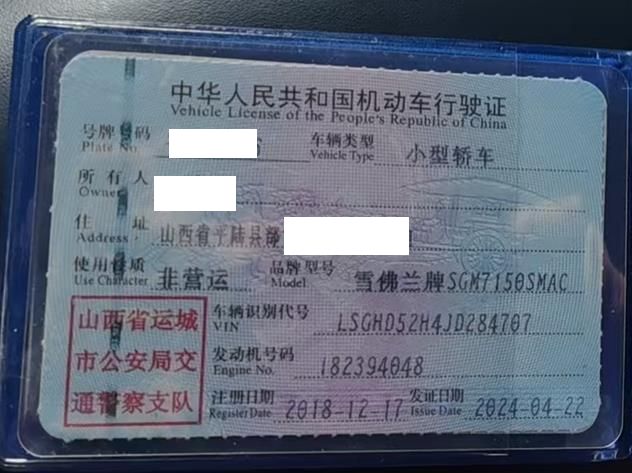 中华人民共和国机动车行驶证
Vehicle License of the People's Republic of China
号牌号码 Plate No. 车辆类型 Vehicle Type 小型轿车
所有人 Owner
住址 Address 山西省平陆县部
使用性质 Use Character 非营运 品牌型号 Model 雪佛兰牌SGM7150SMAC
车辆识别代号 VIN LSGHD52H4JD284707
发动机号码 Engine No. 182394048
注册日期 Register Date 2018-12-17 发证日期 Issue Date 2024-04-22
山西省运城
市公安局交
通警察支队